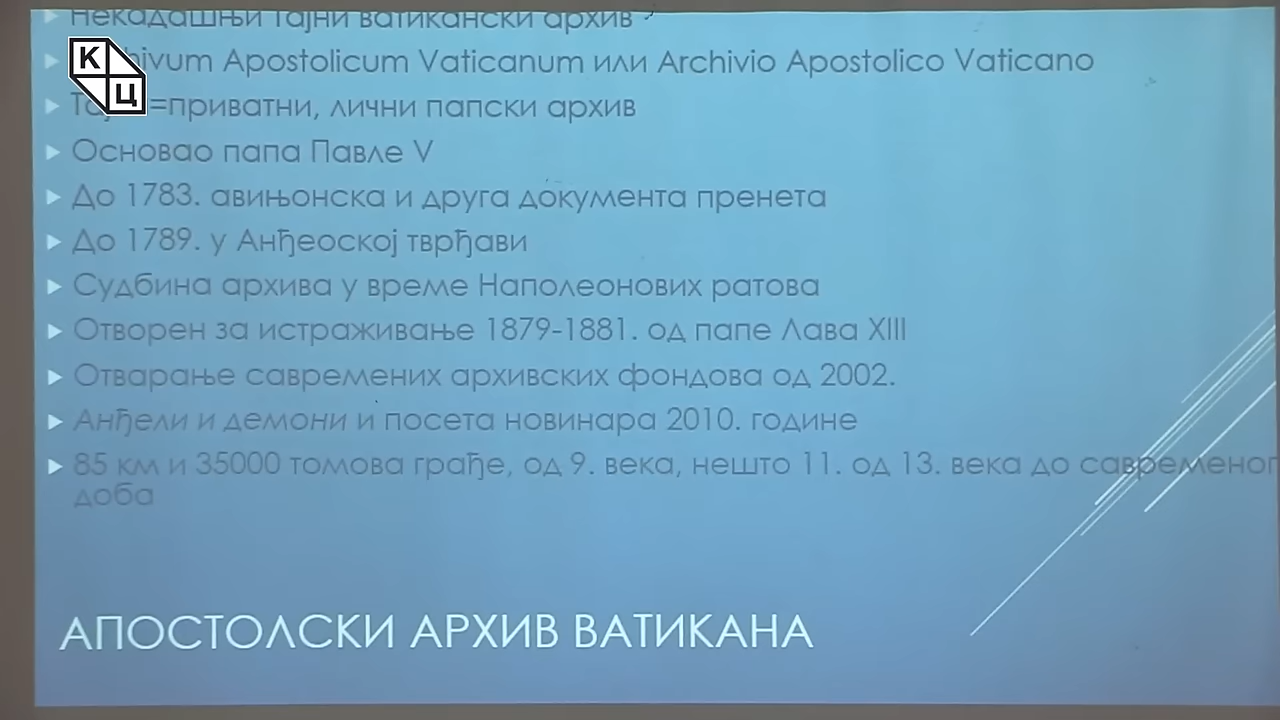 Некадашњи Тајни ватикански архив
К Ц
Apostolicum Vaticanum или Archivio Apostolico Vaticano
=приватни, лични папски архив
Основао папа Павле V
До 1783. авињонска и друга документа пренета
До 1789. у Анђеоској тврђави
Судбина архива у време Наполеонових ратова
Отворен за истраживање 1879-1881. од папе Лава XIII
Отварање савремених архивских фондова од 2002.
Анђели и демони и посета новинара 2010. године
85 км и 35000 томова грађе, од 9. века, нешто 11. од 13. века до савременог
доба
АПОСТОЛСКИ АРХИВ ВАТИКАНА